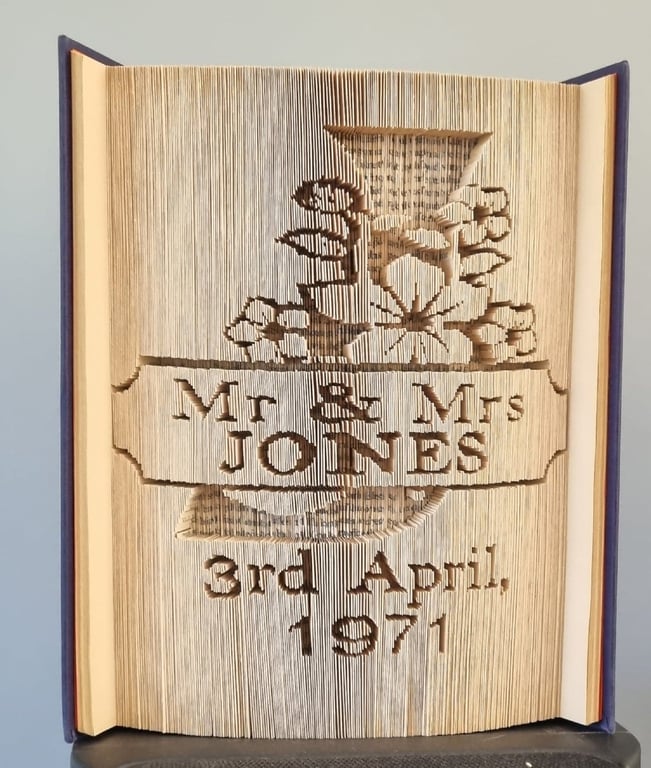 Mr & Mrs
JONES
3rd April,
1971